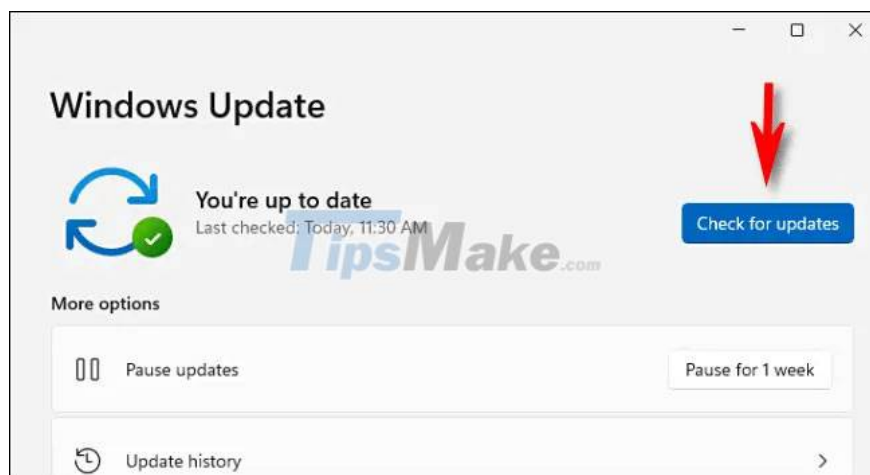 Windows Update
You're up to date
Last checked: Today, 11:30 AM
Check for updates
TipsMake.com
More options
Pause updates
Pause for 1 week
Update history